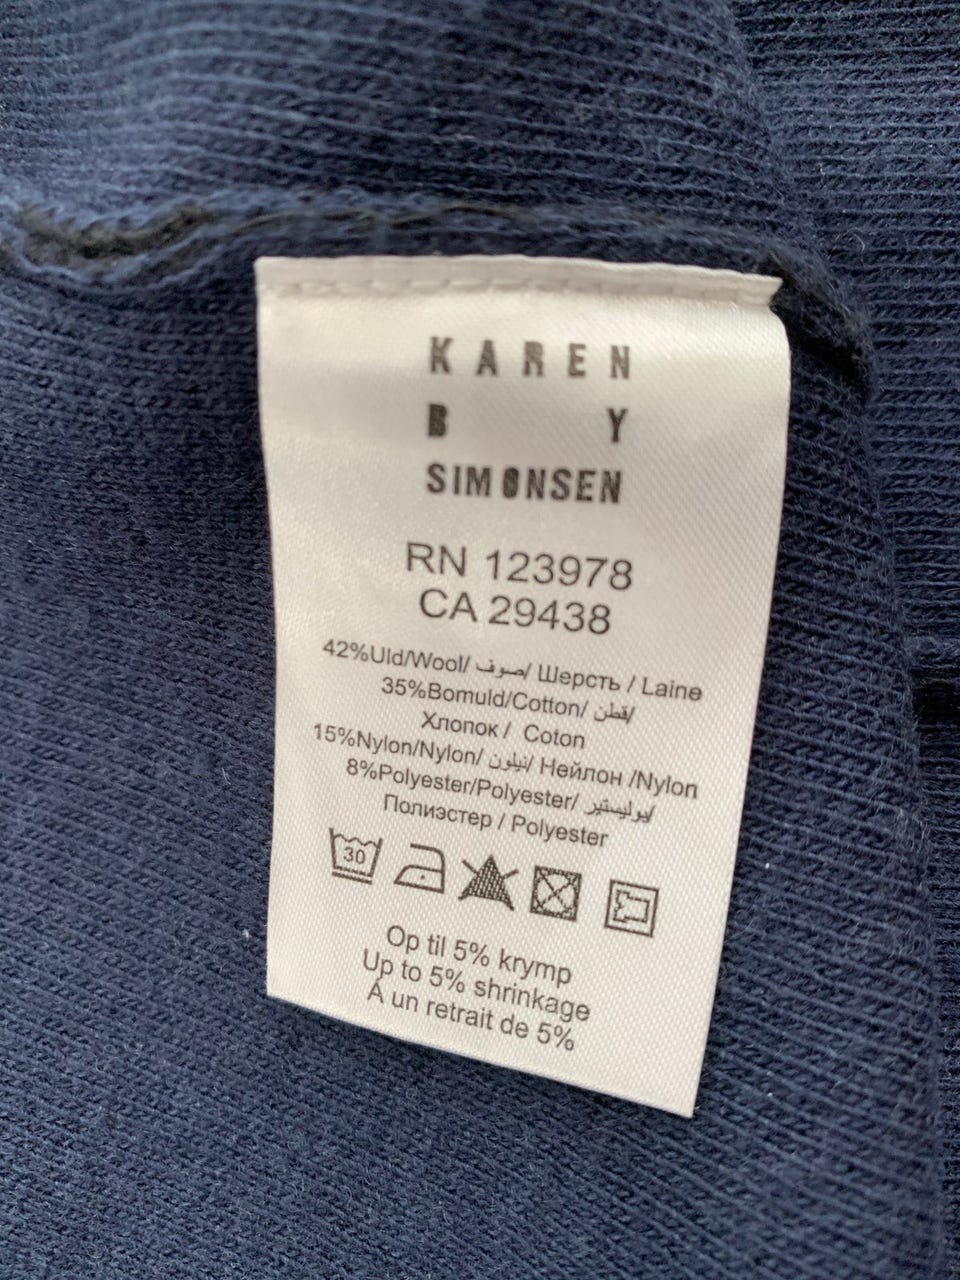 KAREN
B Y
SIMONSEN
RN 123978
CA 29438
42%Uld/Wool/ صوف/ Шерсть / Laine
35%Bomuld/Cotton/ قطن/
Хлопок / Coton
15%Nylon/Nylon/ نيلون/ Нейлон /Nylon
8%Polyester/Polyester/ بوليستير/
Полиэстер / Polyester
30
Op til 5% krymp
Up to 5% shrinkage
Á un retrait de 5%